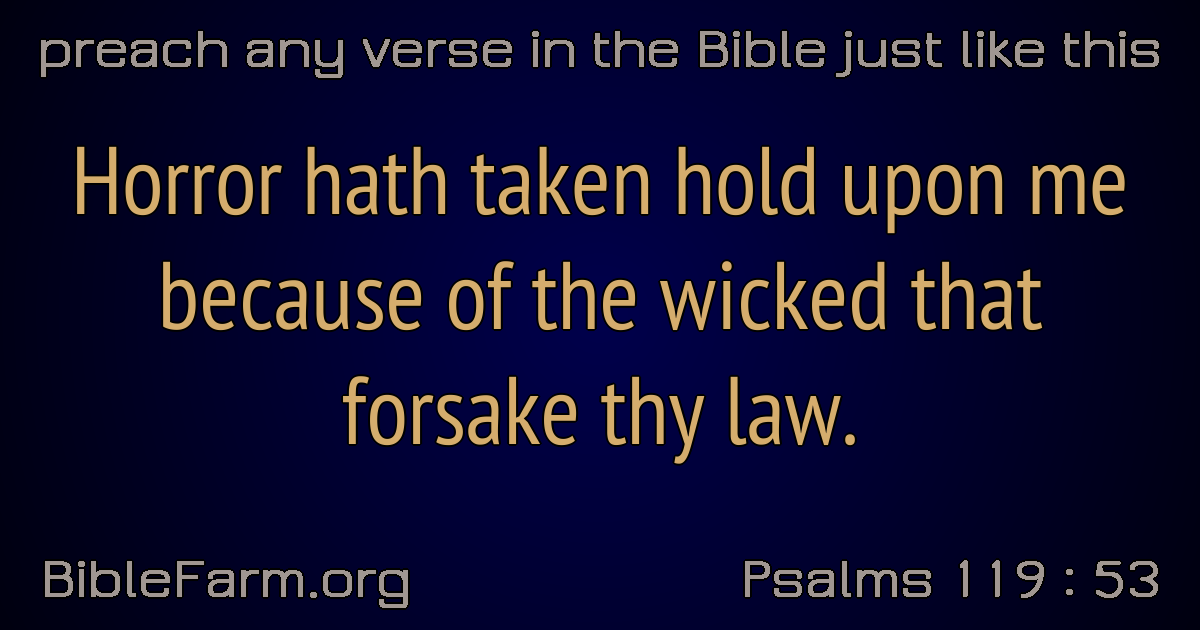 preach any verse in the Bible just like this
Horror hath taken hold upon me
because of the wicked that
forsake thy law.
BibleFarm.org
Psalms 119 : 53